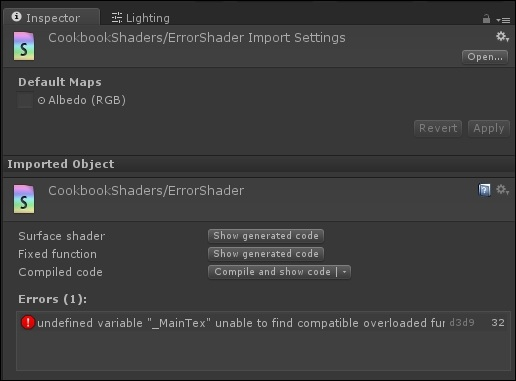 Inspector
Lighting
CookbookShaders/ErrorShader Import Settings
Open...
Default Maps
Albedo (RGB)
Revert Apply
Imported Object
CookbookShaders/ErrorShader
Surface shader Show generated code
Fixed function Show generated code
Compiled code Compile and show code
Errors (1):
undefined variable "_MainTex" unable to find compatible overloaded fur d3d9 32